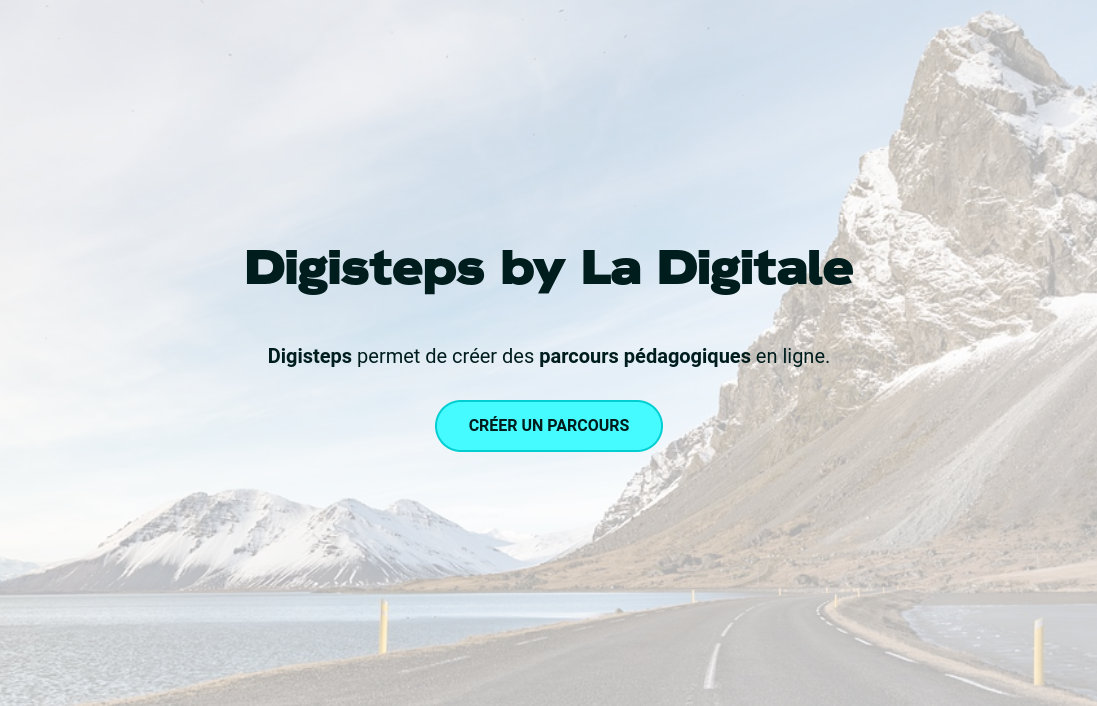 Digisteps by La Digitale
Digisteps permet de créer des parcours pédagogiques en ligne.
CRÉER UN PARCOURS